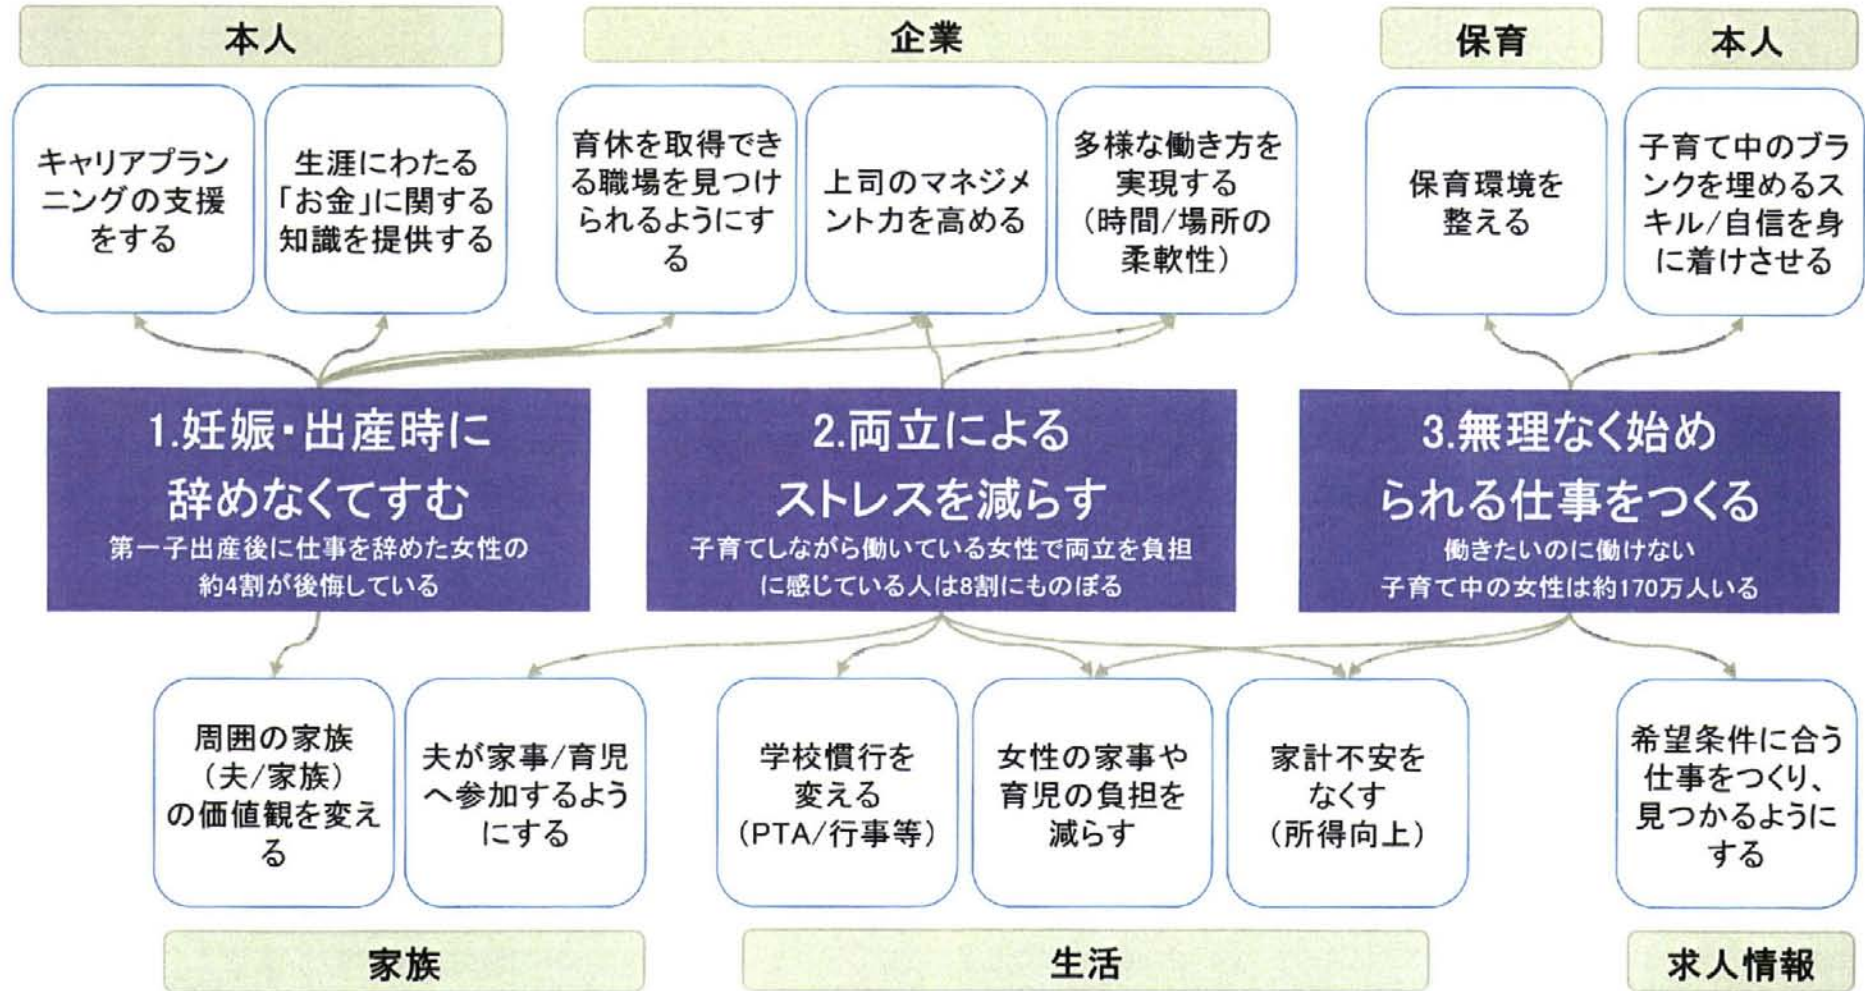 本人
企業
保育
本人
キャリアプラン
ニングの支援
をする
生涯にわたる
「お金」に関する
知識を提供する
育休を取得でき
る職場を見つけ
られるようにす
る
上司のマネジメ
ント力を高める
多様な働き方を
実現する
(時間/場所の
柔軟性)
保育環境を
整える
子育て中のブラ
ンクを埋めるス
キル/自信を身
に着けさせる
1.妊娠・出産時に
辞めなくてすむ
第一子出産後に仕事を辞めた女性の
約4割が後悔している
2.両立による
ストレスを減らす
子育てしながら働いている女性で両立を負担
に感じている人は8割にものぼる
3.無理なく始め
られる仕事をつくる
働きたいのに働けない
子育て中の女性は約170万人いる
周囲の家族
(夫/家族)
の価値観を変え
る
夫が家事/育児
へ参加するよう
にする
学校慣行を
変える
(PTA/行事等)
女性の家事や
育児の負担を
減らす
家計不安を
なくす
(所得向上)
希望条件に合う
仕事をつくり、
見つかるように
する
家族
生活
求人情報